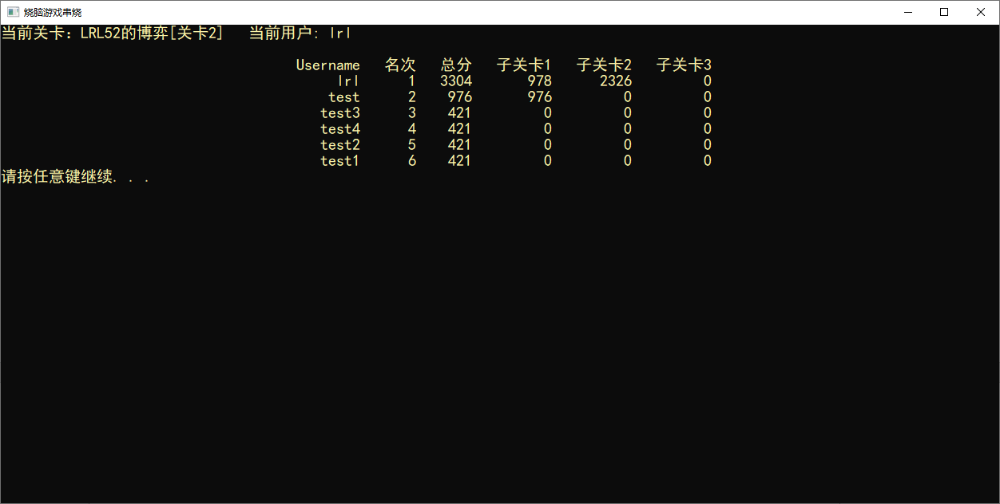 烧脑游戏串烧
当前关卡：LRL52的博弈[关卡2]   当前用户: lrl
Username   名次   总分   子关卡1   子关卡2   子关卡3
lrl   1   3304   978   2326   0
test   2   976   976   0   0
test3   3   421   0   0   0
test4   4   421   0   0   0
test2   5   421   0   0   0
test1   6   421   0   0   0
请按任意键继续. . .